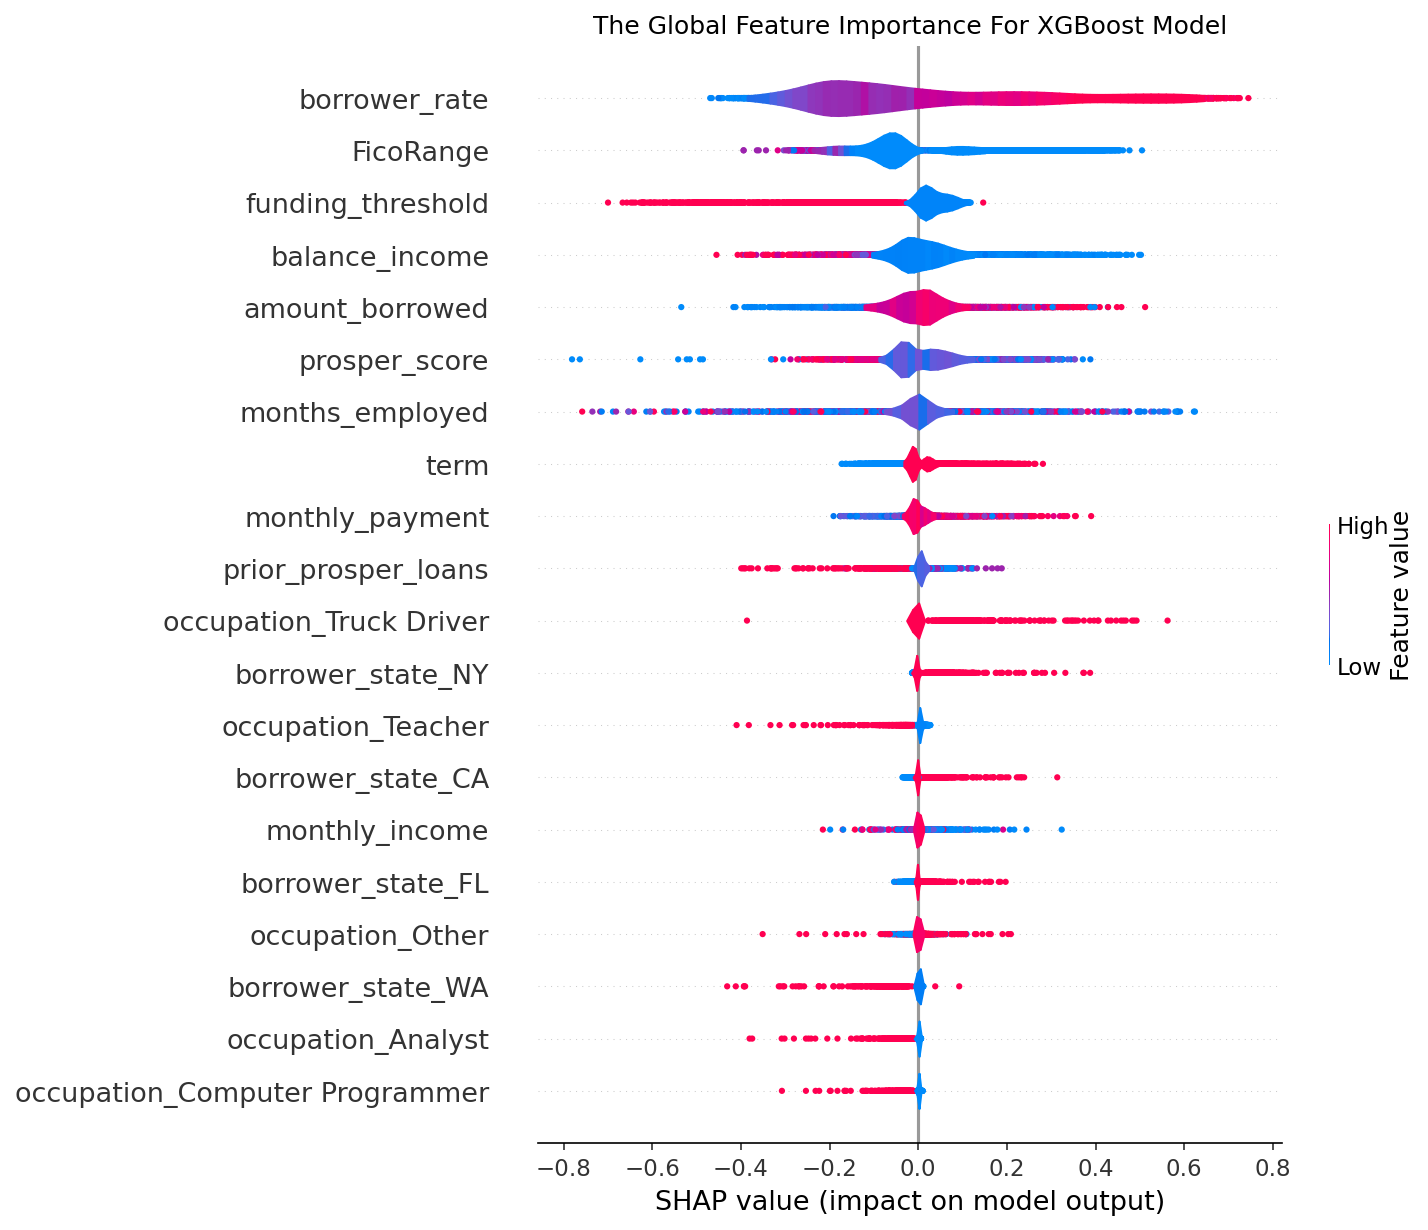 The Global Feature Importance For XGBoost Model
borrower_rate
FicoRange
funding_threshold
balance_income
amount_borrowed
prosper_score
months_employed
term
monthly_payment
prior_prosper_loans
occupation_Truck Driver
borrower_state_NY
occupation_Teacher
borrower_state_CA
monthly_income
borrower_state_FL
occupation_Other
borrower_state_WA
occupation_Analyst
occupation_Computer Programmer
High
Low
Feature value
−0.8 −0.6 −0.4 −0.2 0.0 0.2 0.4 0.6 0.8
SHAP value (impact on model output)